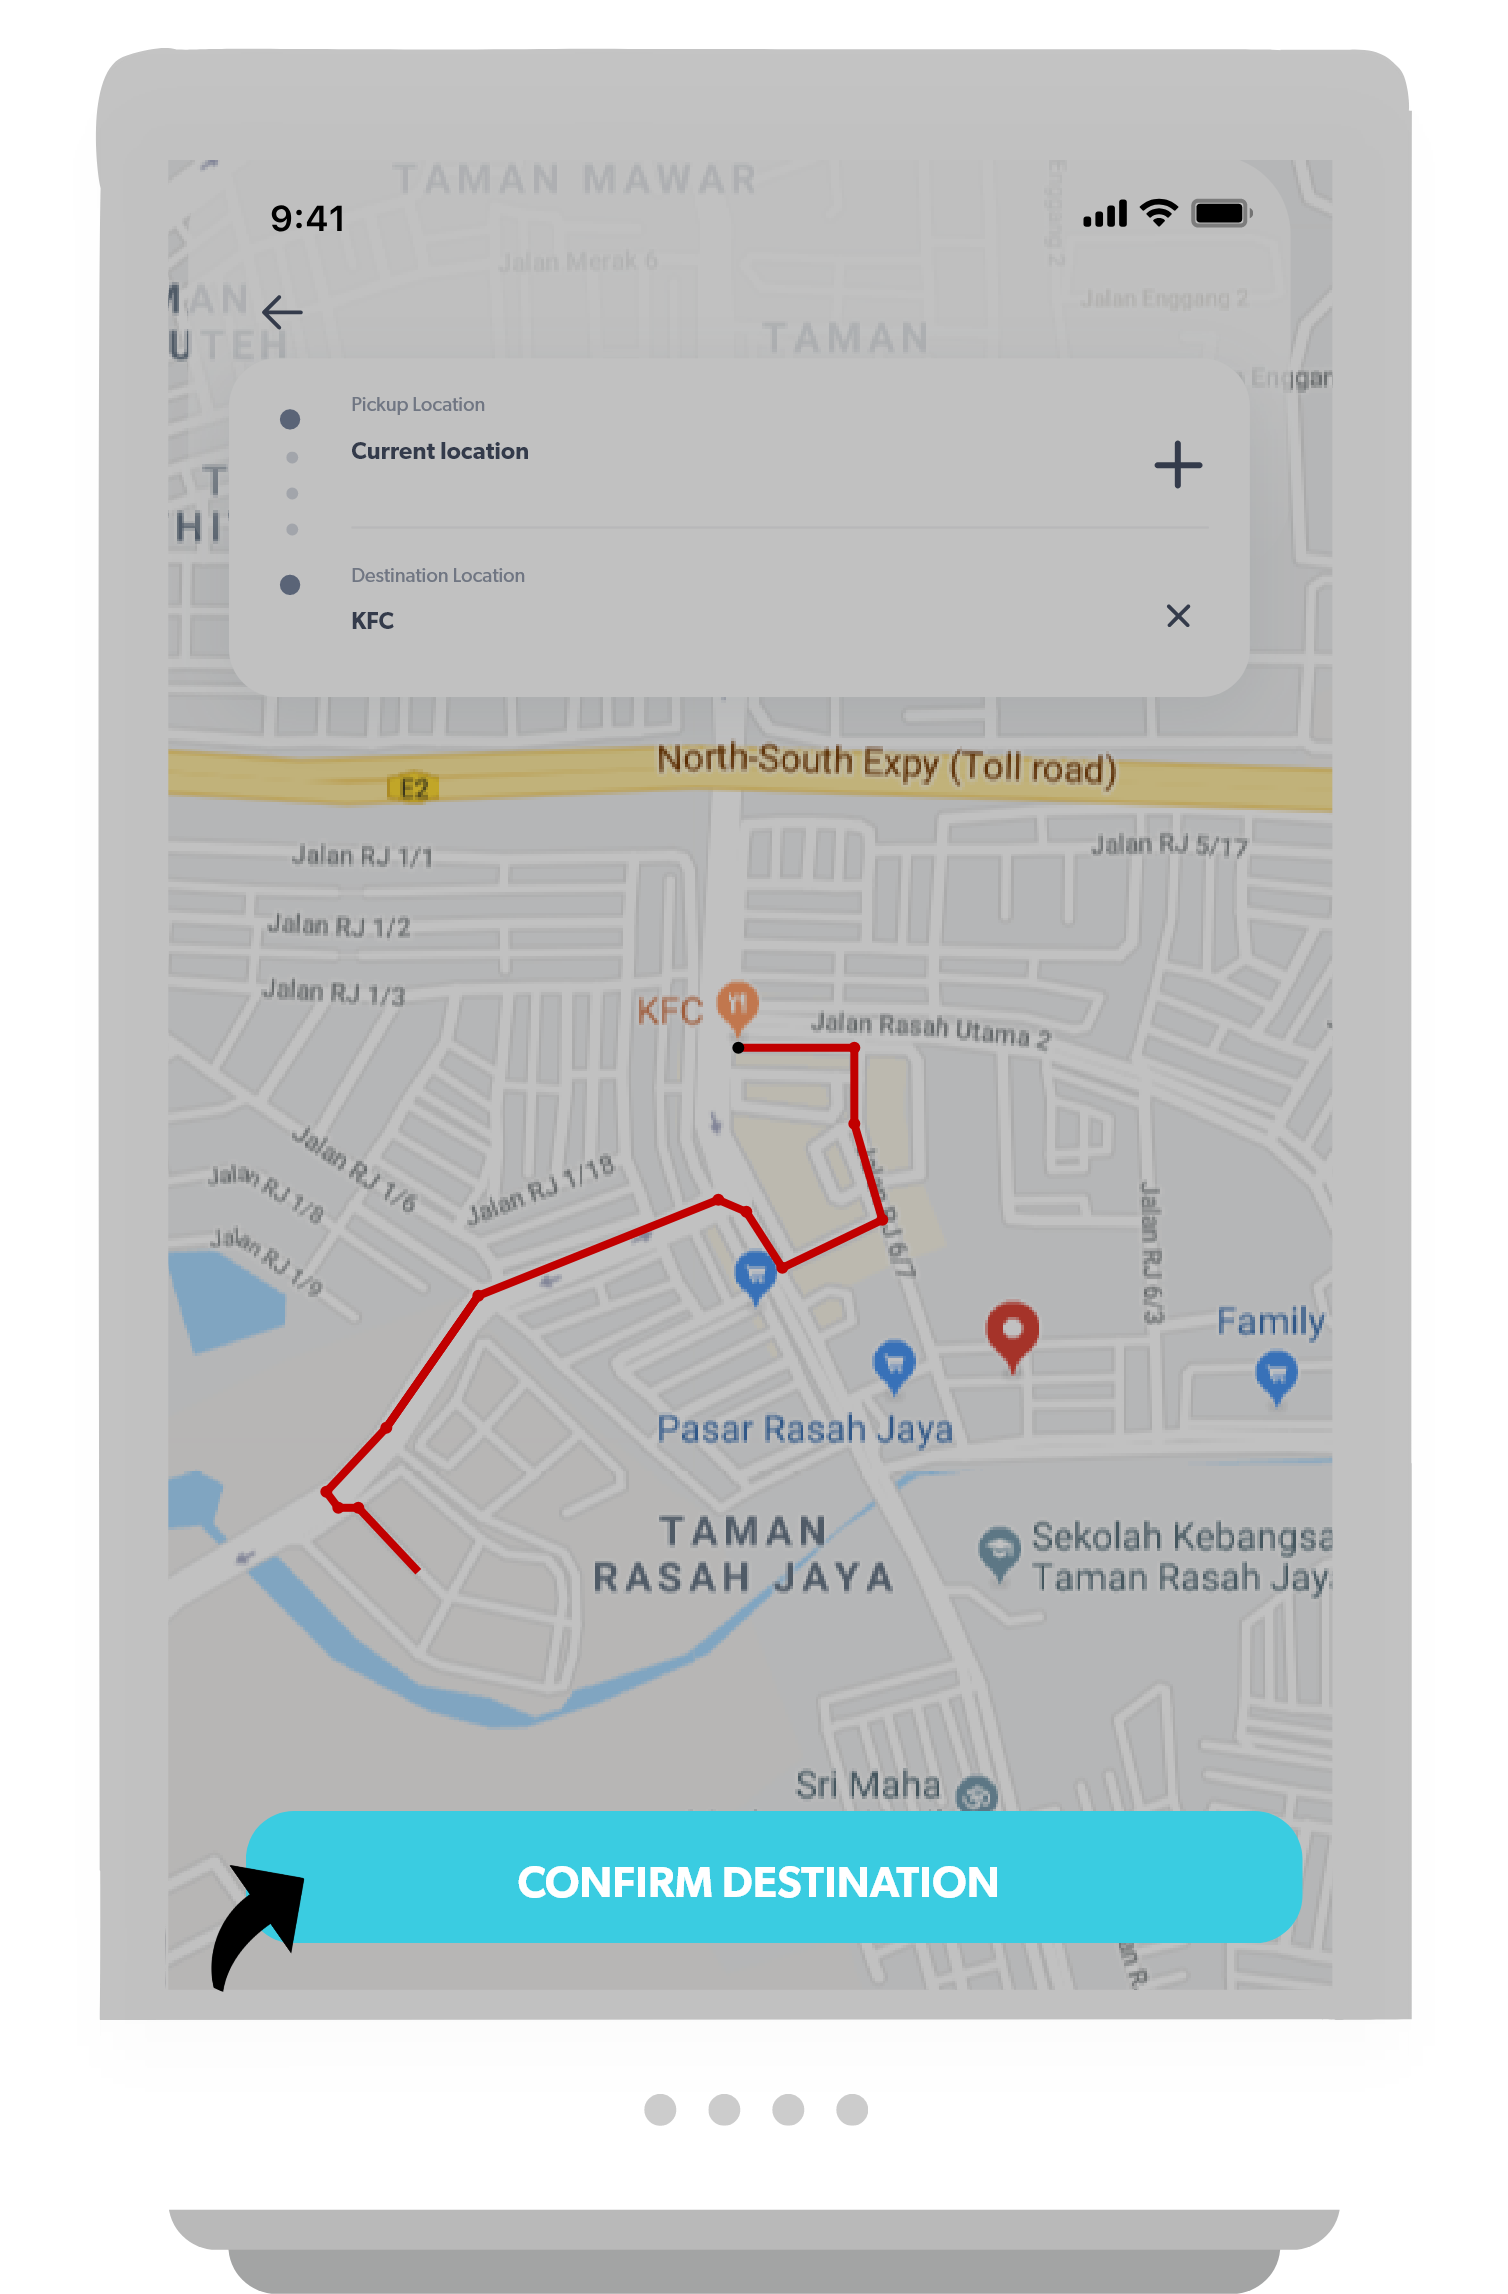 TAMAN MAWAR
9:41
Jalan Merak 6
Enggang 2
Jalan Enggang 2
TAMAN
Pickup Location
Current location
Destination Location
KFC
North-South Expy (Toll road)
E2
Jalan RJ 1/1
Jalan RJ 5/17
Jalan RJ 1/2
Jalan RJ 1/3
KFC
Jalan Rasah Utama 2
Jalan RJ 1/6
Jalan RJ 1/18
Jalan RJ 1/8
Jalan RJ 1/9
Jalan RJ 6/7
Jalan RJ 6/3
Family
Pasar Rasah Jaya
TAMAN
RASAH JAYA
Sekolah Kebangsa
Taman Rasah Jay
Sri Maha
CONFIRM DESTINATION